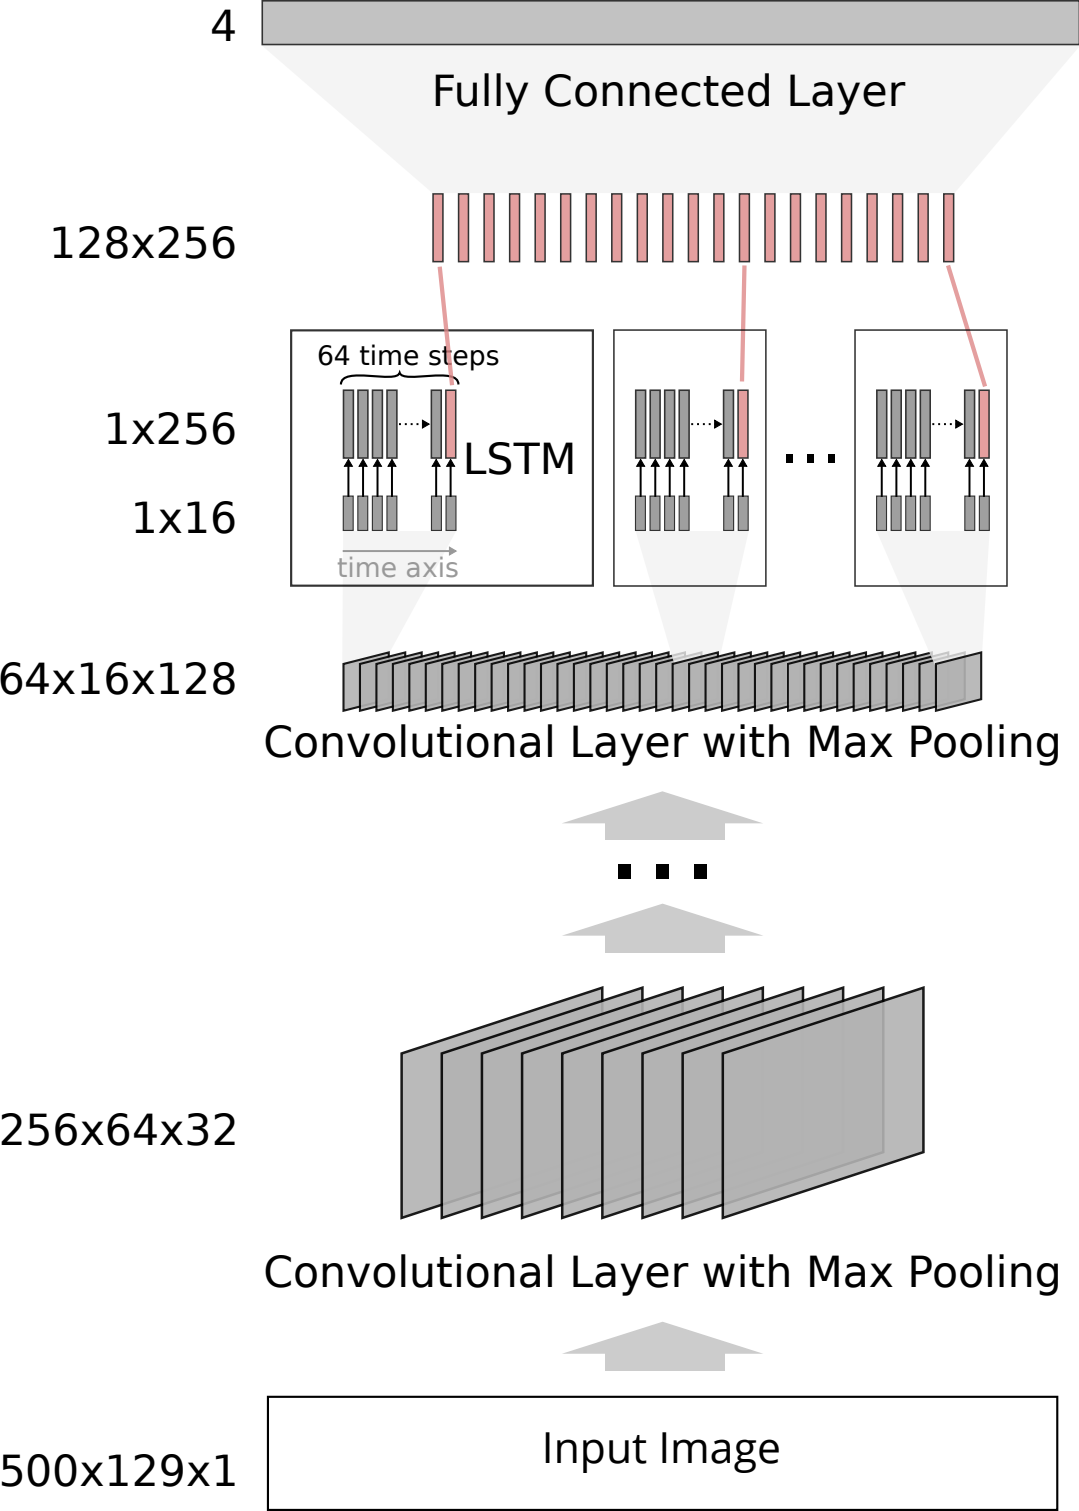 4
Fully Connected Layer
128x256
64 time steps
1x256
LSTM
1x16
time axis
64x16x128
Convolutional Layer with Max Pooling
256x64x32
Convolutional Layer with Max Pooling
Input Image
500x129x1